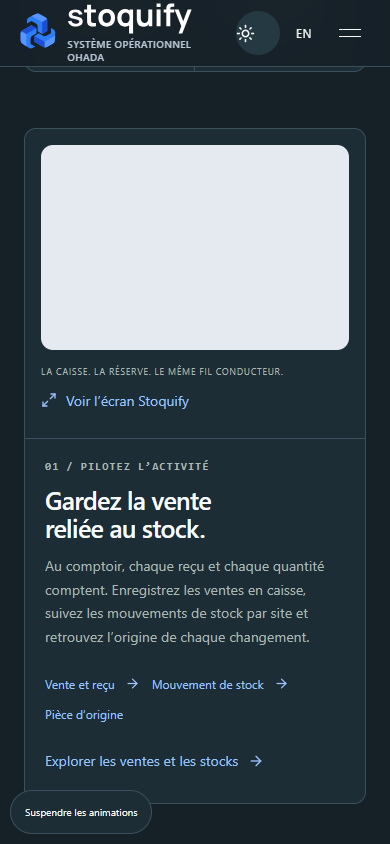 stoquify
SYSTÈME OPÉRATIONNEL
OHADA
EN
LA CAISSE. LA RÉSERVE. LE MÊME FIL CONDUCTEUR.
Voir l’écran Stoquify
01 / PILOTEZ L’ACTIVITÉ
Gardez la vente
reliée au stock.
Au comptoir, chaque reçu et chaque quantité
comptent. Enregistrez les ventes en caisse,
suivez les mouvements de stock par site et
retrouvez l’origine de chaque changement.
Vente et reçu → Mouvement de stock →
Pièce d’origine
Explorer les ventes et les stocks →
Suspendre les animations